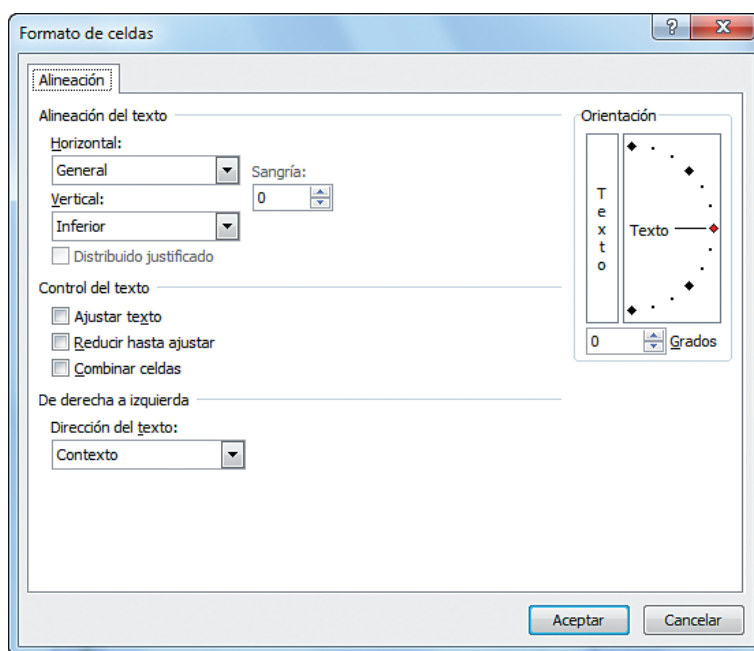 Formato de celdas
Alineación
Alineación del texto
Horizontal:
General
Sangría:
0
Vertical:
Inferior
Distribuido justificado
Control del texto
Ajustar texto
Reducir hasta ajustar
Combinar celdas
De derecha a izquierda
Dirección del texto:
Contexto
Orientación
Texto
Texto
0 Grados
Aceptar
Cancelar